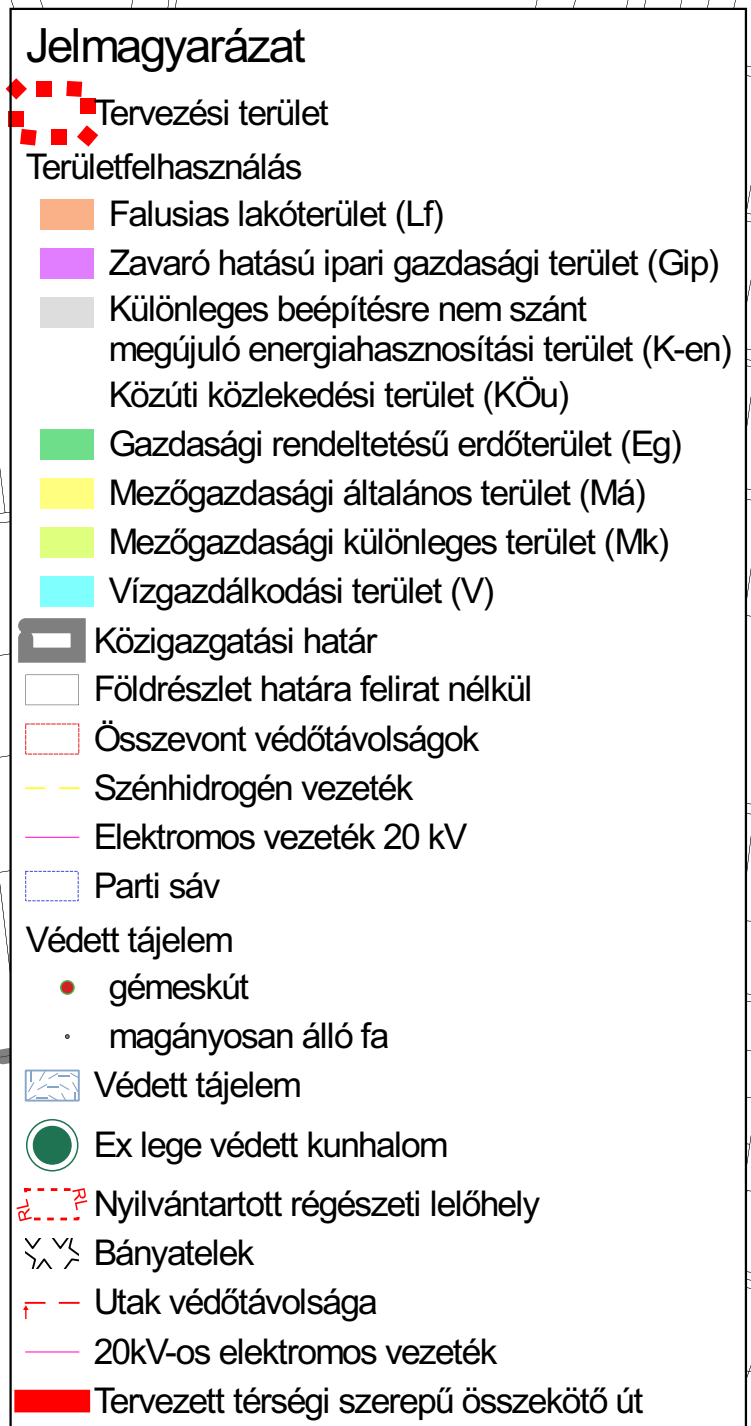 Jelmagyarázat
Tervezési terület
Területfelhasználás
Falusias lakóterület (Lf)
Zavaró hatású ipari gazdasági terület (Gip)
Különleges beépítésre nem szánt
megújuló energiahasznosítási terület (K-en)
Közúti közlekedési terület (KÖu)
Gazdasági rendeltetésű erdőterület (Eg)
Mezőgazdasági általános terület (Má)
Mezőgazdasági különleges terület (Mk)
Vízgazdálkodási terület (V)
Közigazgatási határ
Földrészlet határa felirat nélkül
Összevont védőtávolságok
Szénhidrogén vezeték
Elektromos vezeték 20 kV
Parti sáv
Védett tájelem
gémeskút
magányosan álló fa
Védett tájelem
Ex lege védett kunhalom
RL RL Nyilvántartott régészeti lelőhely
Bányatelek
Utak védőtávolsága
20kV-os elektromos vezeték
Tervezett térségi szerepű összekötő út